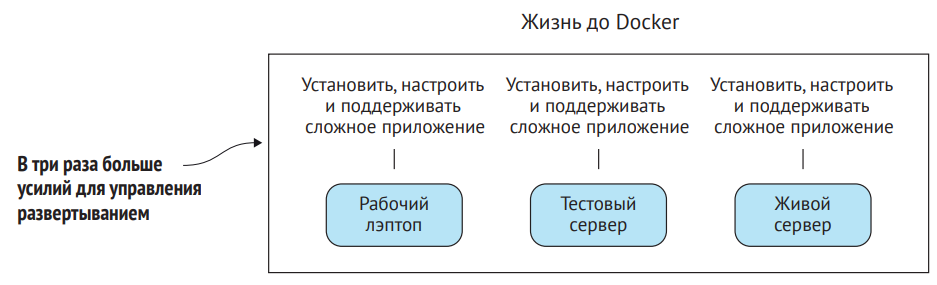 Жизнь до Docker
Установить, настроить
и поддерживать
сложное приложение
Установить, настроить
и поддерживать
сложное приложение
Установить, настроить
и поддерживать
сложное приложение
В три раза больше
усилий для управления
развертыванием
Рабочий
лэптоп
Тестовый
сервер
Живой
сервер